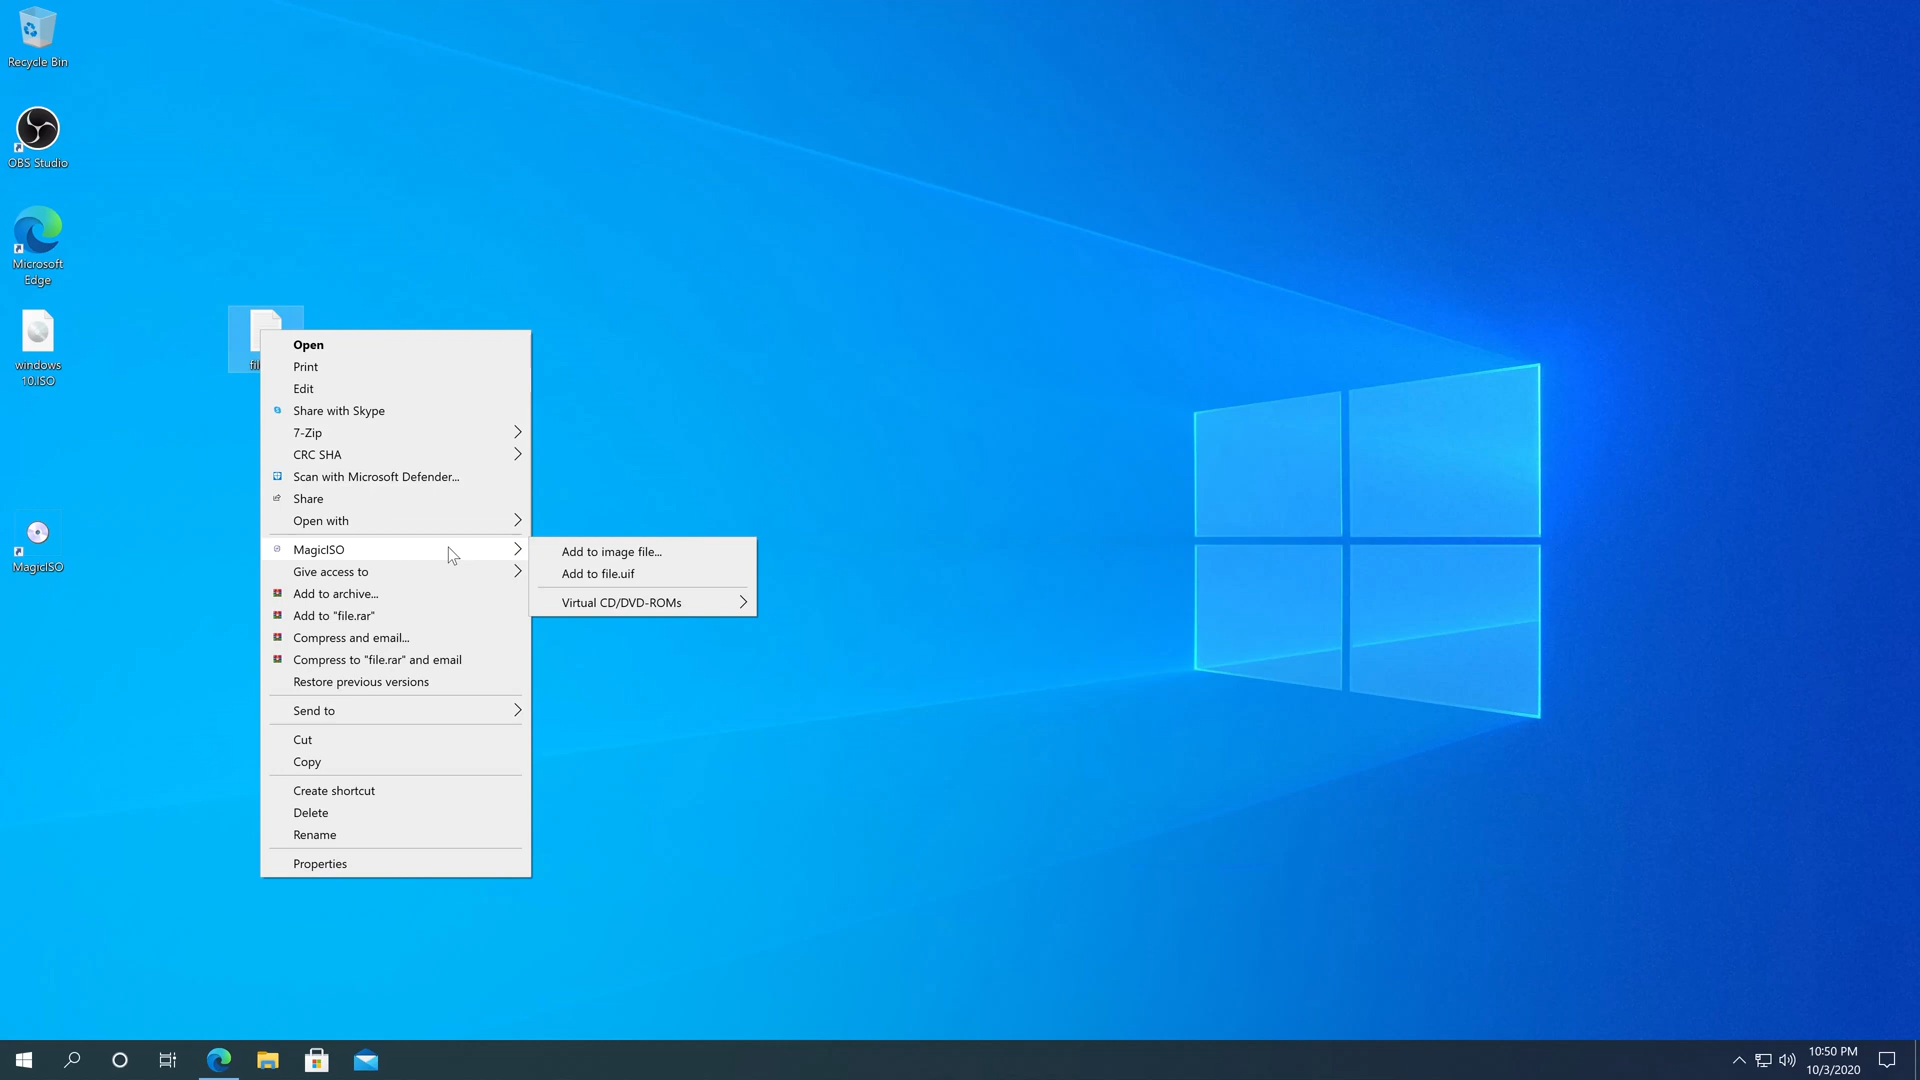 Recycle Bin
OBS Studio
Microsoft
Edge
windows
10.ISO
MagicISO
Open
Print
Edit
Share with Skype
7-Zip
CRC SHA
Scan with Microsoft Defender...
Share
Open with
MagicISO
Give access to
Add to archive...
Add to "file.rar"
Compress and email...
Compress to "file.rar" and email
Restore previous versions
Send to
Cut
Copy
Create shortcut
Delete
Rename
Properties
Add to image file...
Add to file.uif
Virtual CD/DVD-ROMs
10:50 PM
10/3/2020